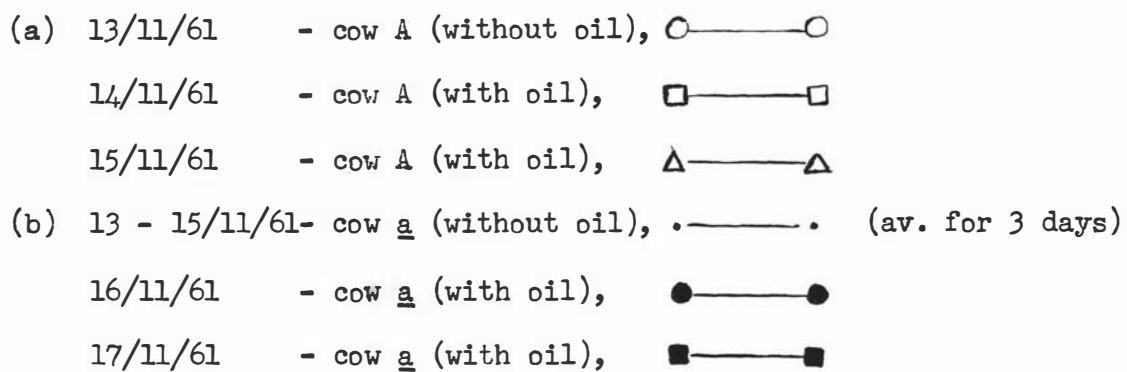 (a) 13/11/61 - cow A (without oil),
14/11/61 - cow A (with oil),
15/11/61 - cow A (with oil),
(b) 13 - 15/11/61- cow a (without oil), (av. for 3 days)
16/11/61 - cow a (with oil),
17/11/61 - cow a (with oil),